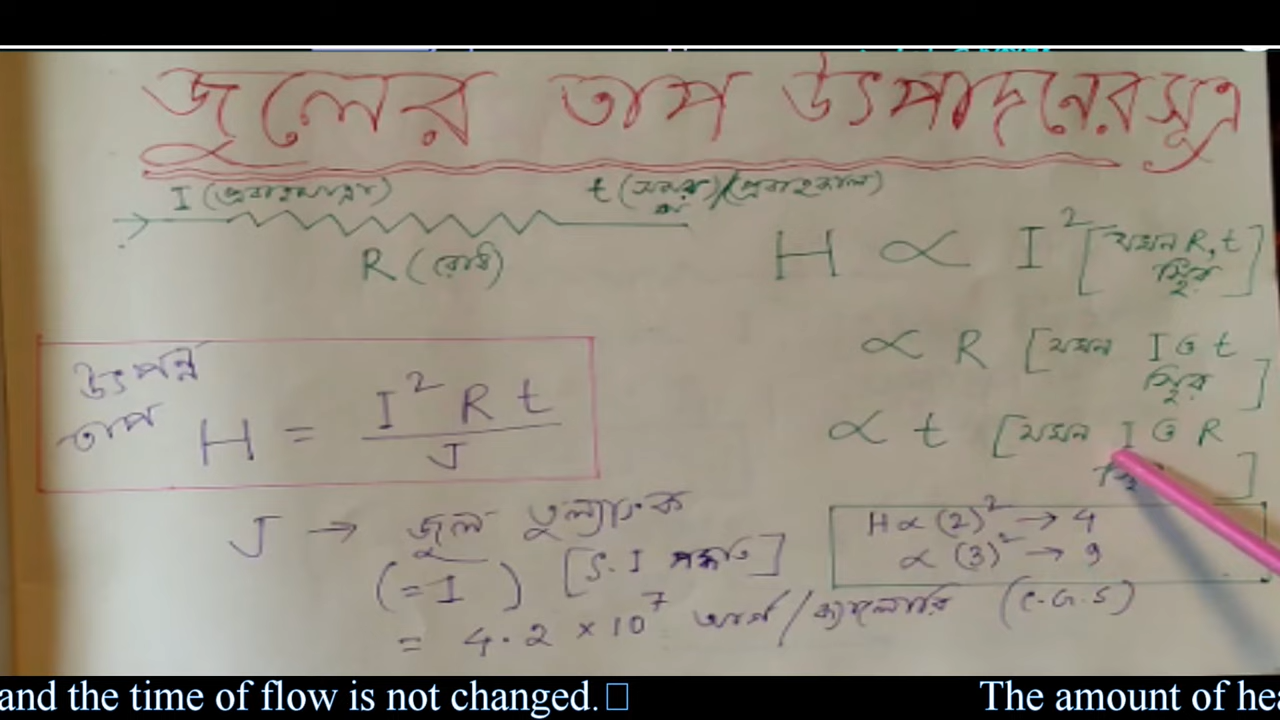 জুলের তাপ উৎপাদনের সূত্র
I (প্রবাহমাত্রা)
t (সময়)/(প্রবাহকাল)
R (রোধ)
H ∝ I² [যখন R, t
স্থির]
∝ R [যখন I ও t
স্থির]
∝ t [যখন I ও R
]
উৎপন্ন
তাপ
H = I² R t / J
J → জুল তুল্যাংক
(= 1) [S.I পদ্ধতি]
= 4.2 × 10⁷ আর্গ/ক্যালোরি (C.G.S)
H ∝ (2)² → 4
∝ (3)² → 9
and the time of flow is not changed. The amount of hea